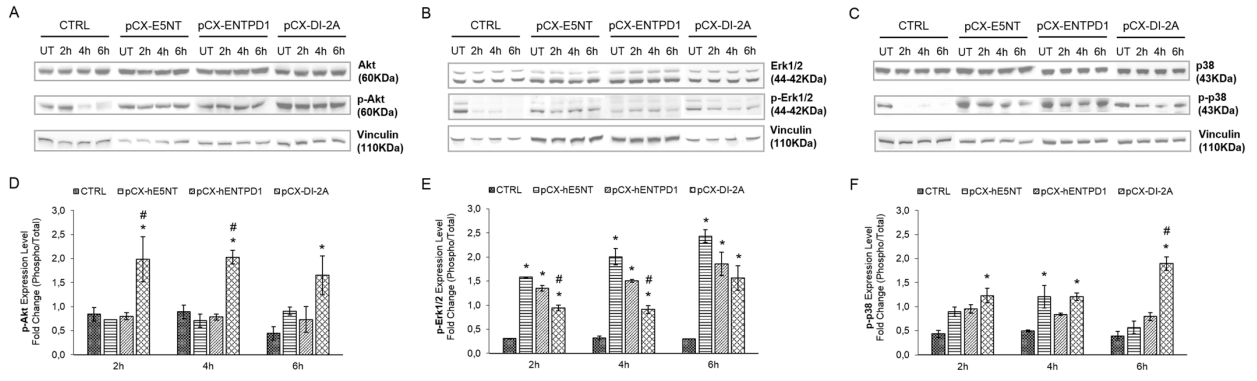 A
CTRL pCX-E5NT pCX-ENTPD1 pCX-DI-2A
UT 2h 4h 6h UT 2h 4h 6h UT 2h 4h 6h UT 2h 4h 6h
Akt
(60KDa)
p-Akt
(60KDa)
Vinculin
(110KDa)
B
CTRL pCX-E5NT pCX-ENTPD1 pCX-DI-2A
UT 2h 4h 6h UT 2h 4h 6h UT 2h 4h 6h UT 2h 4h 6h
Erk1/2
(44-42KDa)
p-Erk1/2
(44-42KDa)
Vinculin
(110KDa)
C
CTRL pCX-E5NT pCX-ENTPD1 pCX-DI-2A
UT 2h 4h 6h UT 2h 4h 6h UT 2h 4h 6h UT 2h 4h 6h
p38
(43KDa)
p-p38
(43KDa)
Vinculin
(110KDa)
D
CTRL pCX-hE5NT pCX-hENTPD1 pCX-DI-2A
p-Akt Expression Level
Fold Change (Phospho/Total)
3,0
2,5
2,0
1,5
1,0
0,5
0,0
#
*
#
*
*
2h 4h 6h
E
CTRL pCX-hE5NT pCX-hENTPD1 pCX-DI-2A
p-Erk1/2 Expression Level
Fold Change (Phospho/Total)
3,0
2,5
2,0
1,5
1,0
0,5
0,0
* * # *
* * # *
* * *
2h 4h 6h
F
CTRL pCX-hE5NT pCX-hENTPD1 pCX-DI-2A
p-p38 Expression Level
Fold Change (Phospho/Total)
3,0
2,5
2,0
1,5
1,0
0,5
0,0
*
* *
#
*
2h 4h 6h